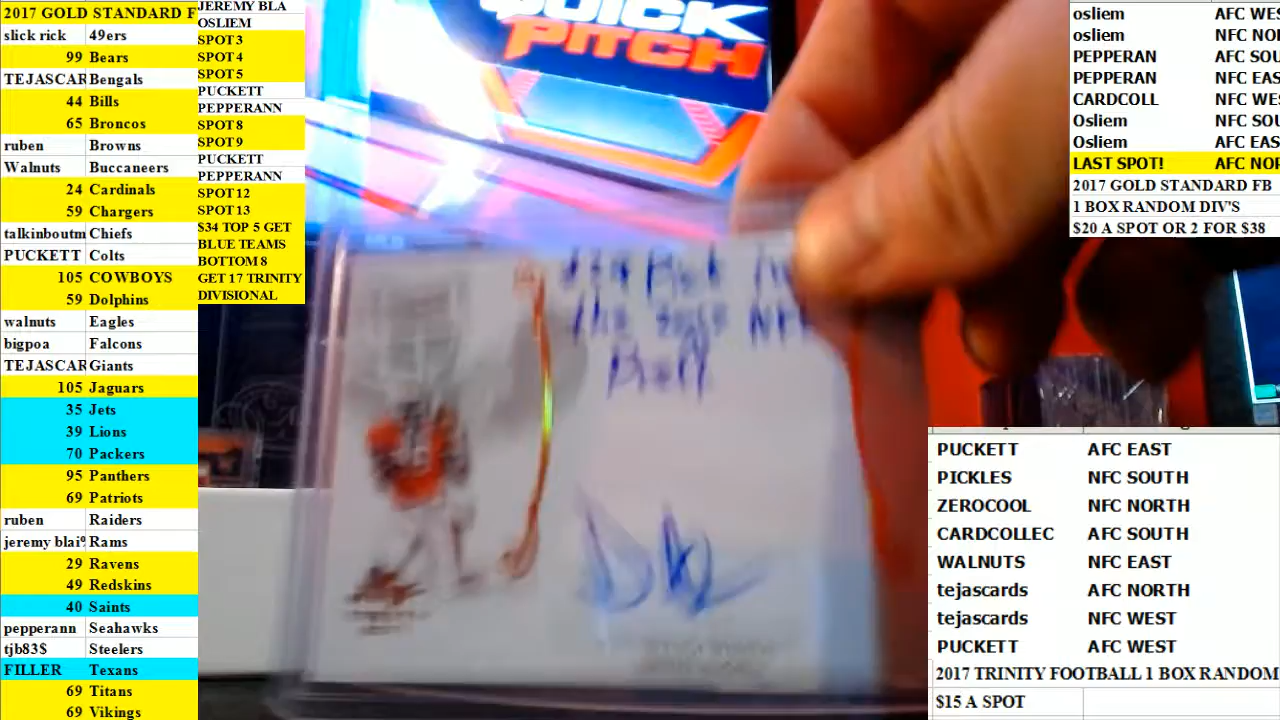 2017 GOLD STANDARD F
slick rick 49ers
99 Bears
TEJASCAR Bengals
44 Bills
65 Broncos
ruben Browns
Walnuts Buccaneers
24 Cardinals
59 Chargers
talkinboutm Chiefs
PUCKETT Colts
105 COWBOYS
59 Dolphins
walnuts Eagles
bigpoa Falcons
TEJASCAR Giants
105 Jaguars
35 Jets
39 Lions
70 Packers
95 Panthers
69 Patriots
ruben Raiders
jeremy blai Rams
29 Ravens
49 Redskins
40 Saints
pepperann Seahawks
tjb83$ Steelers
FILLER Texans
69 Titans
69 Vikings
JEREMY BLA
OSLIEM
SPOT 3
SPOT 4
SPOT 5
PUCKETT
PEPPERANN
SPOT 8
SPOT 9
PUCKETT
PEPPERANN
SPOT 12
SPOT 13
$34 TOP 5 GET
BLUE TEAMS
BOTTOM 8
GET 17 TRINITY
DIVISIONAL
QUICK
PITCH
osliem AFC WES
osliem NFC NO
PEPPERAN AFC SOU
PEPPERAN NFC EAS
CARDCOLL NFC WE
Osliem NFC SOU
Osliem AFC EAS
LAST SPOT! AFC NOR
2017 GOLD STANDARD FB
1 BOX RANDOM DIV'S
$20 A SPOT OR 2 FOR $38
PUCKETT AFC EAST
PICKLES NFC SOUTH
ZEROCOOL NFC NORTH
CARDCOLLEC AFC SOUTH
WALNUTS NFC EAST
tejascards AFC NORTH
tejascards NFC WEST
PUCKETT AFC WEST
2017 TRINITY FOOTBALL 1 BOX RANDOM
$15 A SPOT